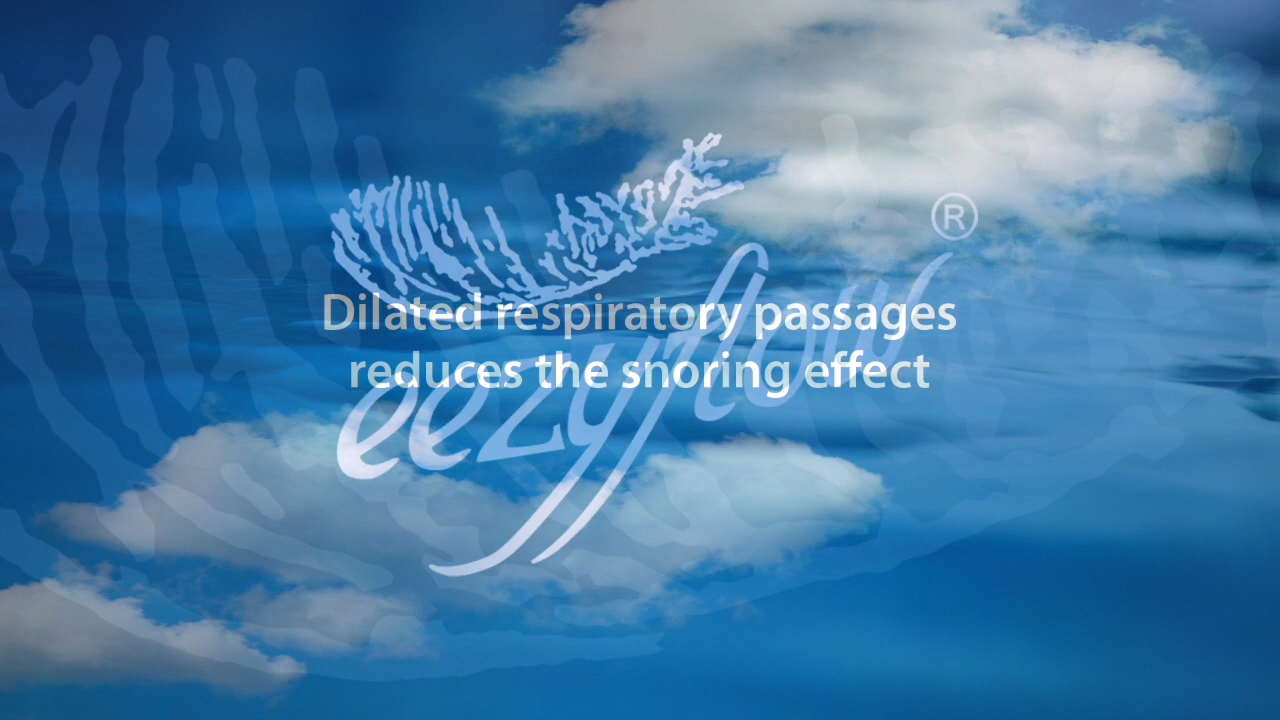 ®
Dilated respiratory passages
reduces the snoring effect
eezyflow